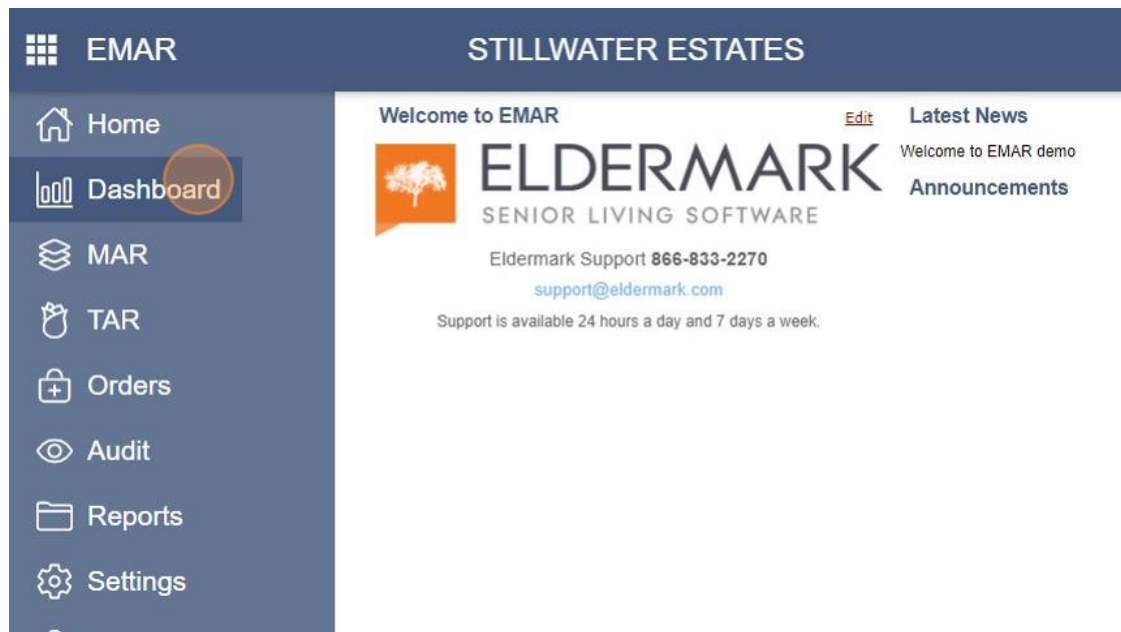 EMAR
STILLWATER ESTATES
Home
Dashboard
MAR
TAR
Orders
Audit
Reports
Settings
Welcome to EMAR
Edit
ELDERMARK
SENIOR LIVING SOFTWARE
Eldermark Support 866-833-2270
support@eldermark.com
Support is available 24 hours a day and 7 days a week.
Latest News
Welcome to EMAR demo
Announcements